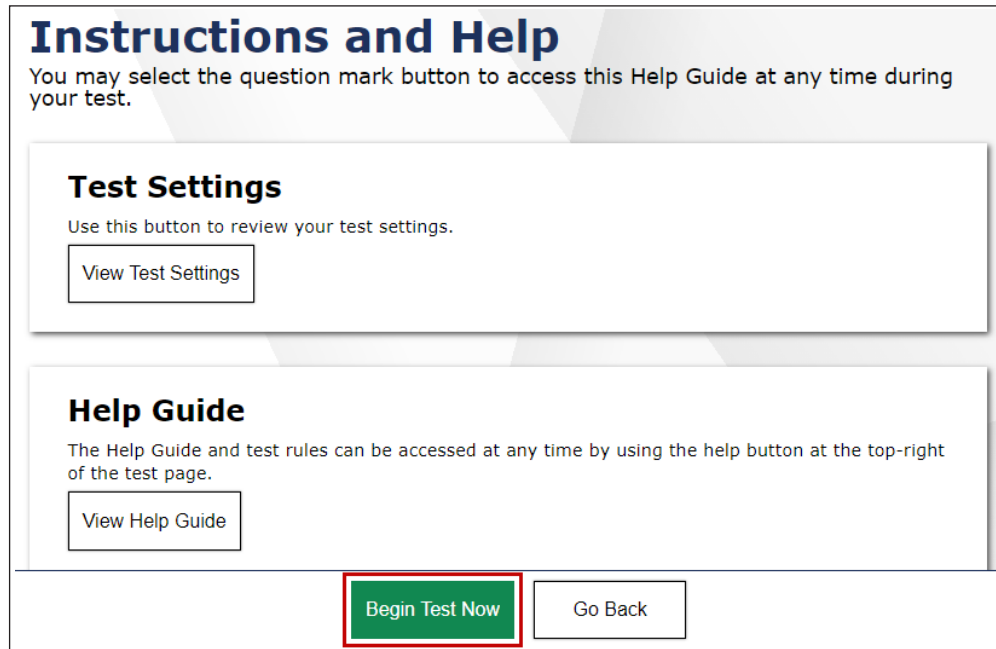 Instructions and Help
You may select the question mark button to access this Help Guide at any time during
your test.
Test Settings
Use this button to review your test settings.
View Test Settings
Help Guide
The Help Guide and test rules can be accessed at any time by using the help button at the top-right
of the test page.
View Help Guide
Begin Test Now
Go Back